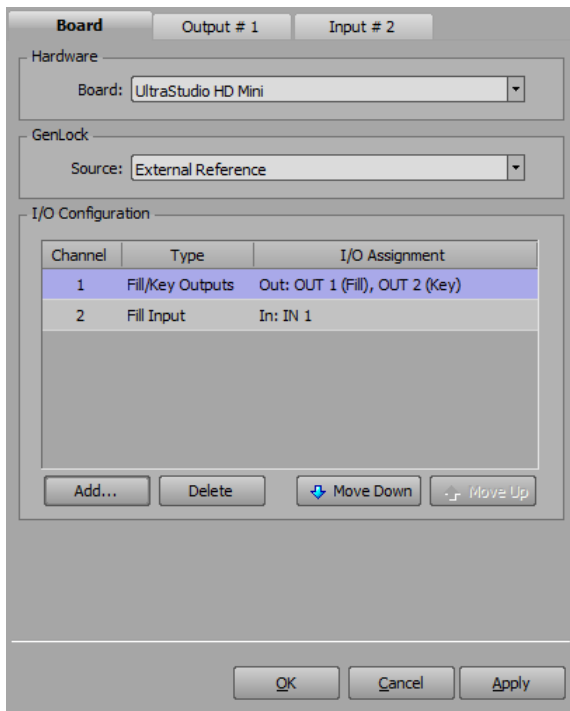 Board Output # 1 Input # 2
Hardware
Board: UltraStudio HD Mini
GenLock
Source: External Reference
I/O Configuration
Channel Type I/O Assignment
1 Fill/Key Outputs Out: OUT 1 (Fill), OUT 2 (Key)
2 Fill Input In: IN 1
Add... Delete Move Down Move Up
OK Cancel Apply